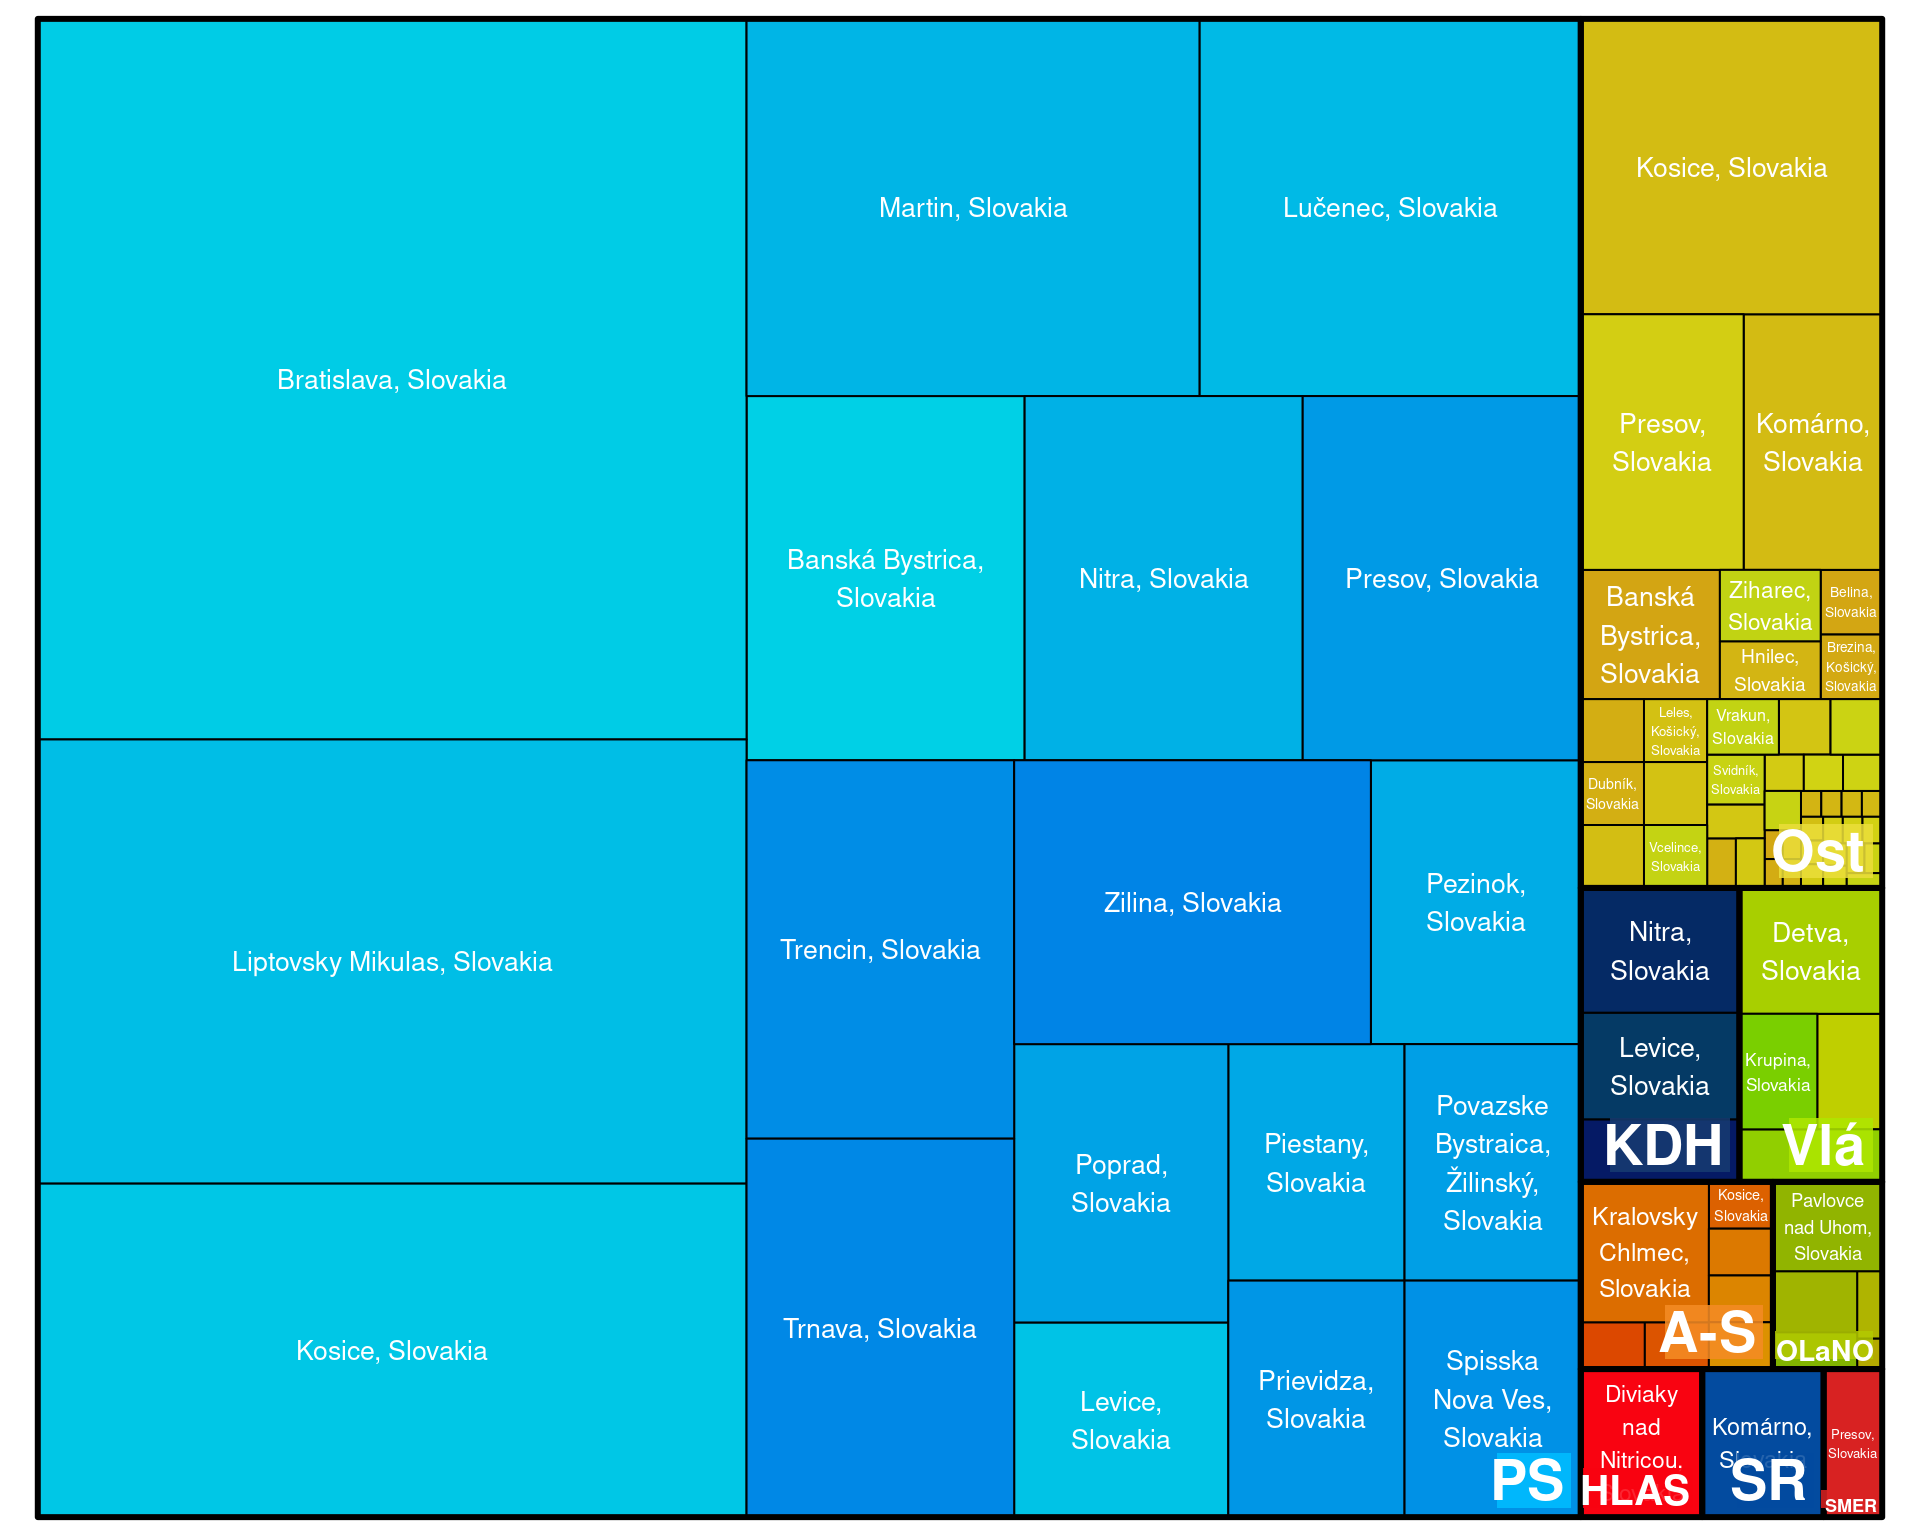 Bratislava, Slovakia
Liptovsky Mikulas, Slovakia
Kosice, Slovakia
Martin, Slovakia
Lučenec, Slovakia
Banská Bystrica,
Slovakia
Nitra, Slovakia
Presov, Slovakia
Trencin, Slovakia
Trnava, Slovakia
Zilina, Slovakia
Pezinok,
Slovakia
Poprad,
Slovakia
Levice,
Slovakia
Piestany,
Slovakia
Povazske
Bystraica,
Žilinský,
Slovakia
Prievidza,
Slovakia
Spisska
Nova Ves,
Slovakia
PS
Kosice, Slovakia
Presov,
Slovakia
Komárno,
Slovakia
Banská
Bystrica,
Slovakia
Ziharec,
Slovakia
Hnilec,
Slovakia
Belina,
Slovakia
Brezina,
Košický,
Slovakia
Leles,
Košický,
Slovakia
Vrakun,
Slovakia
Dubník,
Slovakia
Svidník,
Slovakia
Vcelince,
Slovakia
Ost
Nitra,
Slovakia
Levice,
Slovakia
KDH
Detva,
Slovakia
Krupina,
Slovakia
Vlá
Kralovsky
Chlmec,
Slovakia
Kosice,
Slovakia
A-S
Pavlovce
nad Uhom,
Slovakia
OLaNO
Diviaky
nad
Nitricou.
HLAS
Komárno,
Slovakia
SR
Presov,
Slovakia
SMER